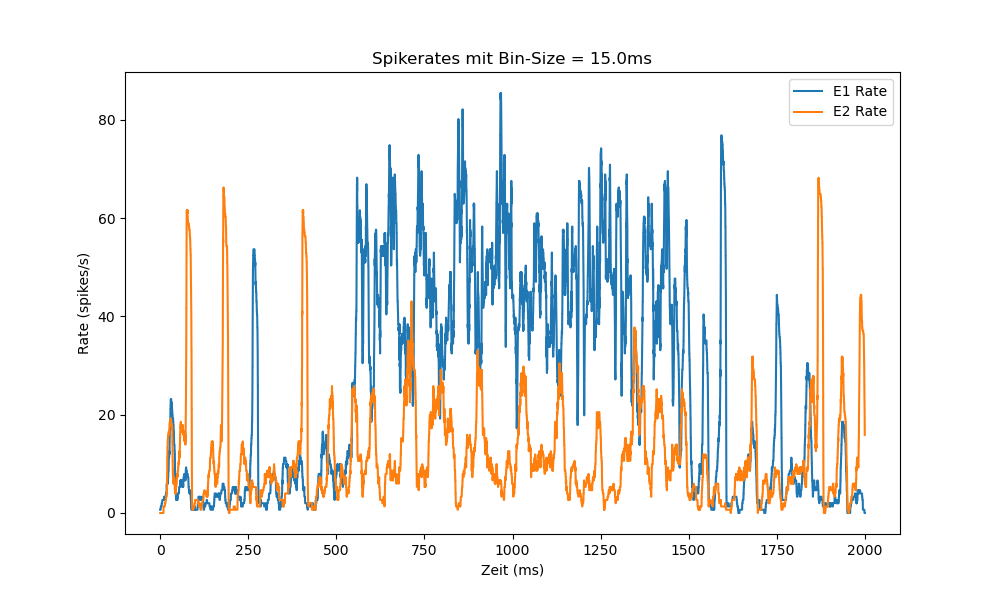 Spikerates mit Bin-Size = 15.0ms
E1 Rate
E2 Rate
Rate (spikes/s)
80
60
40
20
0
0 250 500 750 1000 1250 1500 1750 2000
Zeit (ms)